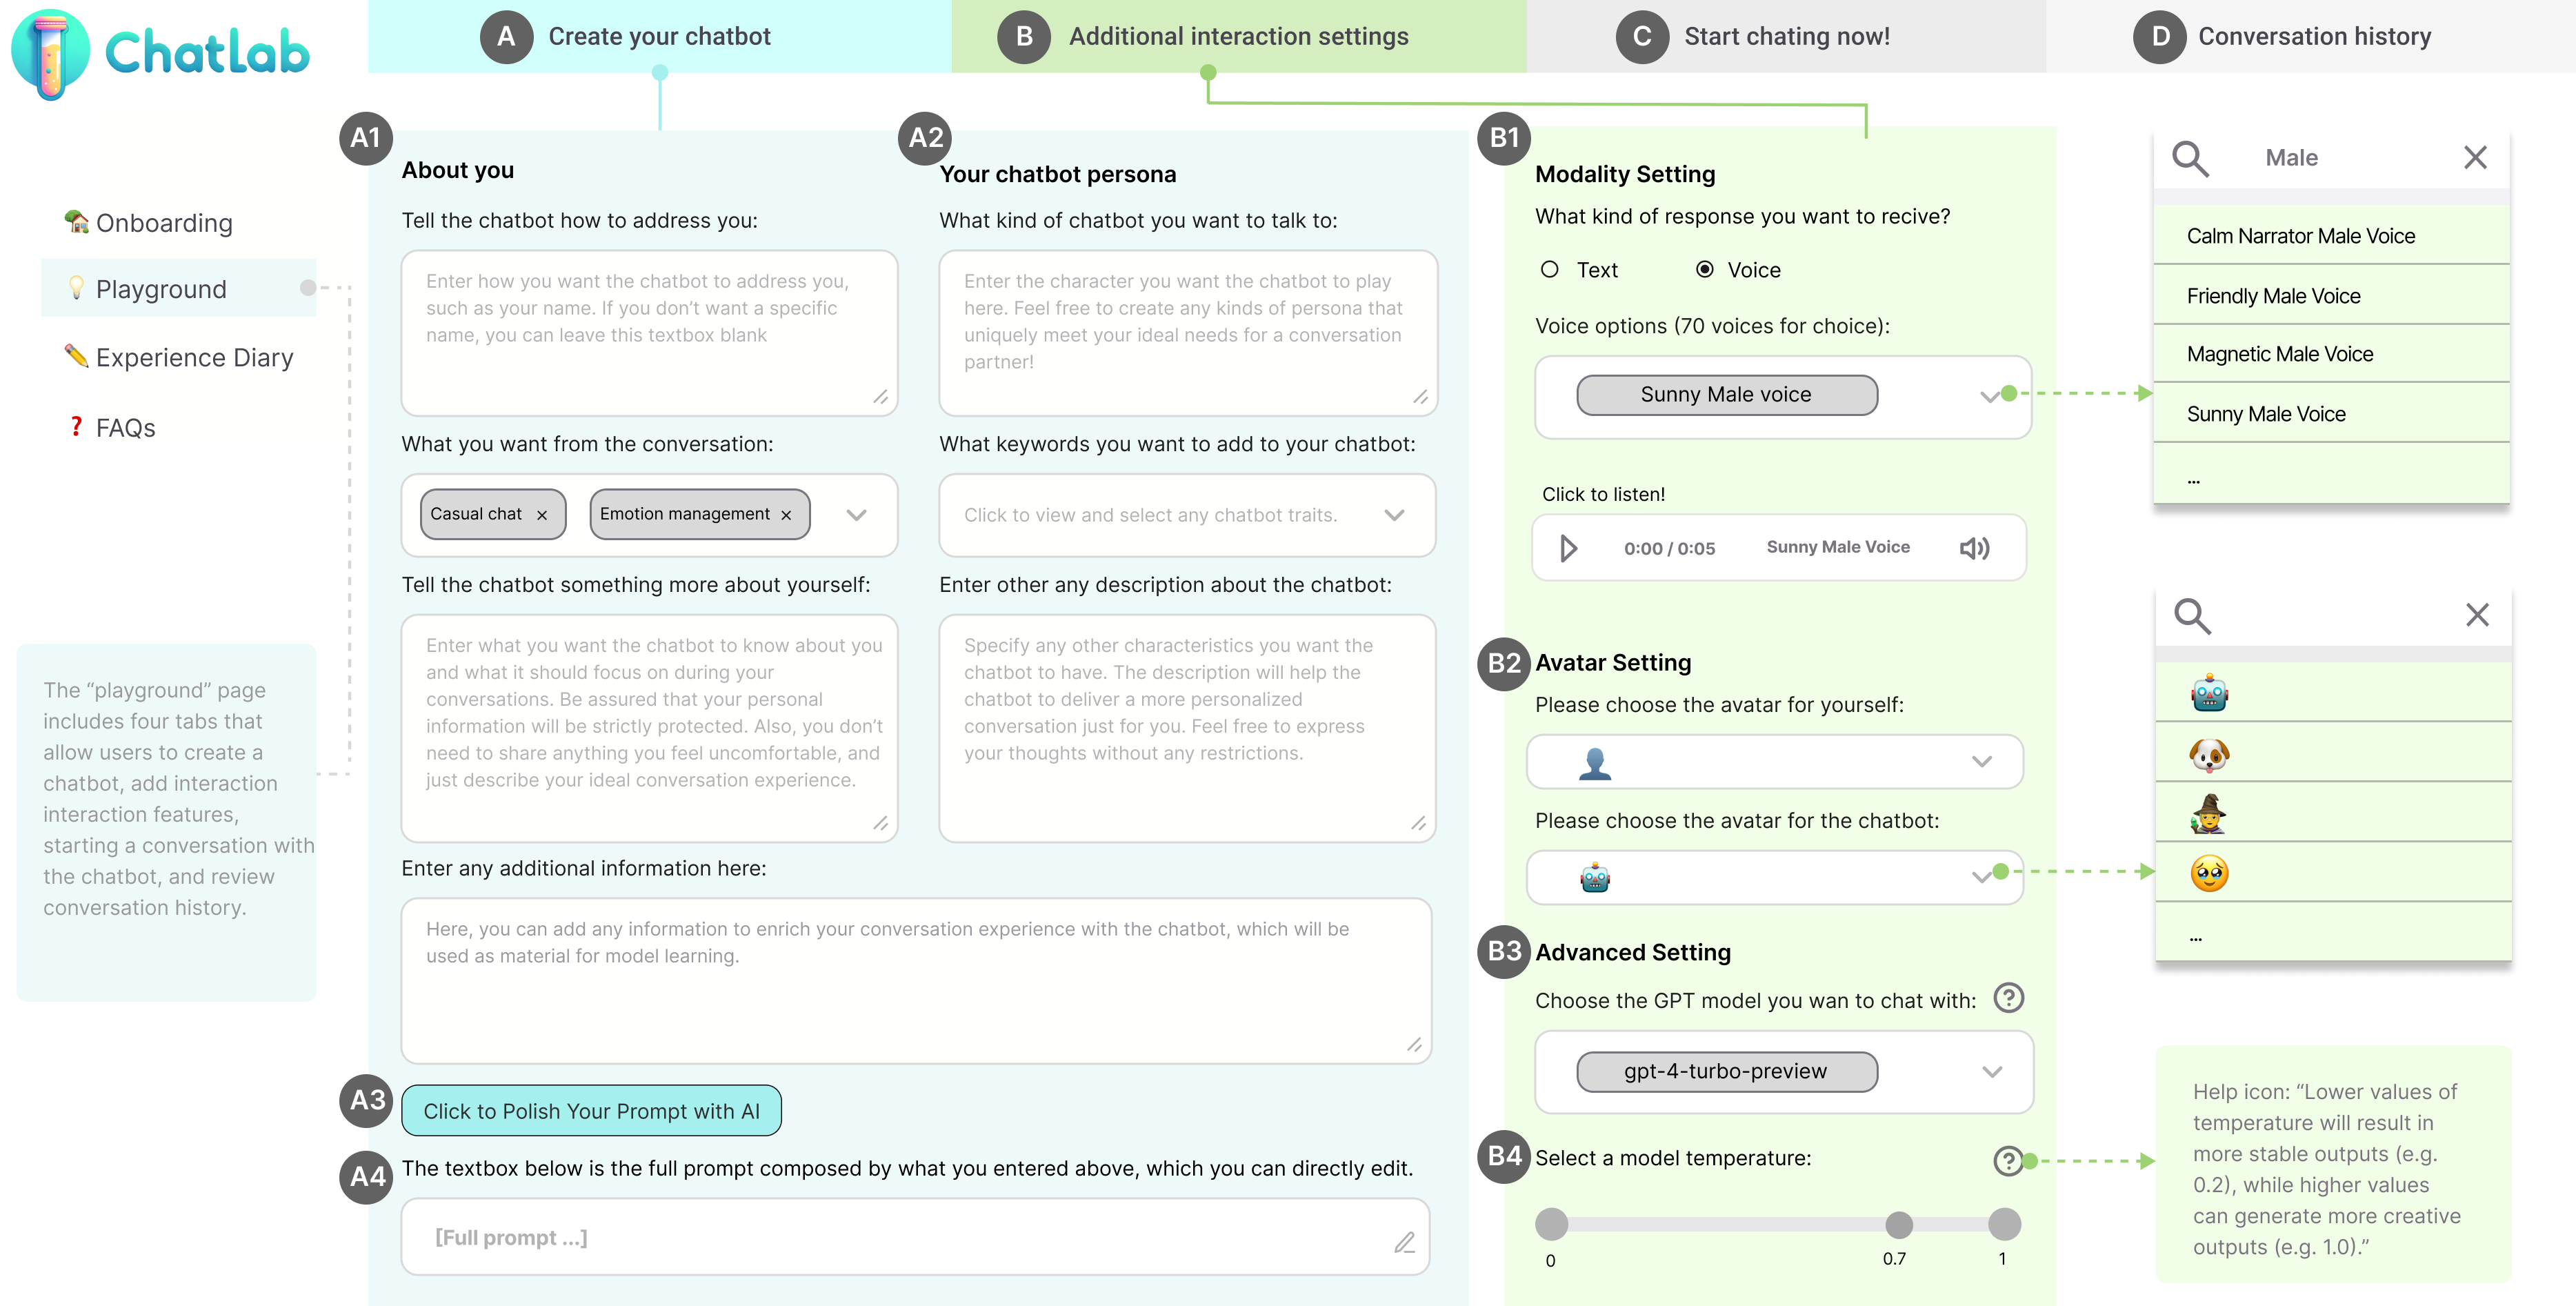 ChatLab
A Create your chatbot
B Additional interaction settings
C Start chating now!
D Conversation history
Onboarding
Playground
Experience Diary
FAQs
The “playground” page
includes four tabs that
allow users to create a
chatbot, add interaction
interaction features,
starting a conversation with
the chatbot, and review
conversation history.
A1
About you
Tell the chatbot how to address you:
Enter how you want the chatbot to address you,
such as your name. If you don’t want a specific
name, you can leave this textbox blank
What you want from the conversation:
Casual chat × Emotion management ×
Tell the chatbot something more about yourself:
Enter what you want the chatbot to know about you
and what it should focus on during your
conversations. Be assured that your personal
information will be strictly protected. Also, you don’t
need to share anything you feel uncomfortable, and
just describe your ideal conversation experience.
A2
Your chatbot persona
What kind of chatbot you want to talk to:
Enter the character you want the chatbot to play
here. Feel free to create any kinds of persona that
uniquely meet your ideal needs for a conversation
partner!
What keywords you want to add to your chatbot:
Click to view and select any chatbot traits.
Enter other any description about the chatbot:
Specify any other characteristics you want the
chatbot to have. The description will help the
chatbot to deliver a more personalized
conversation just for you. Feel free to express
your thoughts without any restrictions.
Enter any additional information here:
Here, you can add any information to enrich your conversation experience with the chatbot, which will be
used as material for model learning.
A3
Click to Polish Your Prompt with AI
A4
The textbox below is the full prompt composed by what you entered above, which you can directly edit.
[Full prompt ...]
B1
Modality Setting
What kind of response you want to recive?
Text Voice
Voice options (70 voices for choice):
Sunny Male voice
Click to listen!
0:00 / 0:05 Sunny Male Voice
B2
Avatar Setting
Please choose the avatar for yourself:
Please choose the avatar for the chatbot:
B3
Advanced Setting
Choose the GPT model you wan to chat with: ?
gpt-4-turbo-preview
B4
Select a model temperature: ?
0 0.7 1
Male
Calm Narrator Male Voice
Friendly Male Voice
Magnetic Male Voice
Sunny Male Voice
...
...
Help icon: “Lower values of
temperature will result in
more stable outputs (e.g.
0.2), while higher values
can generate more creative
outputs (e.g. 1.0).”